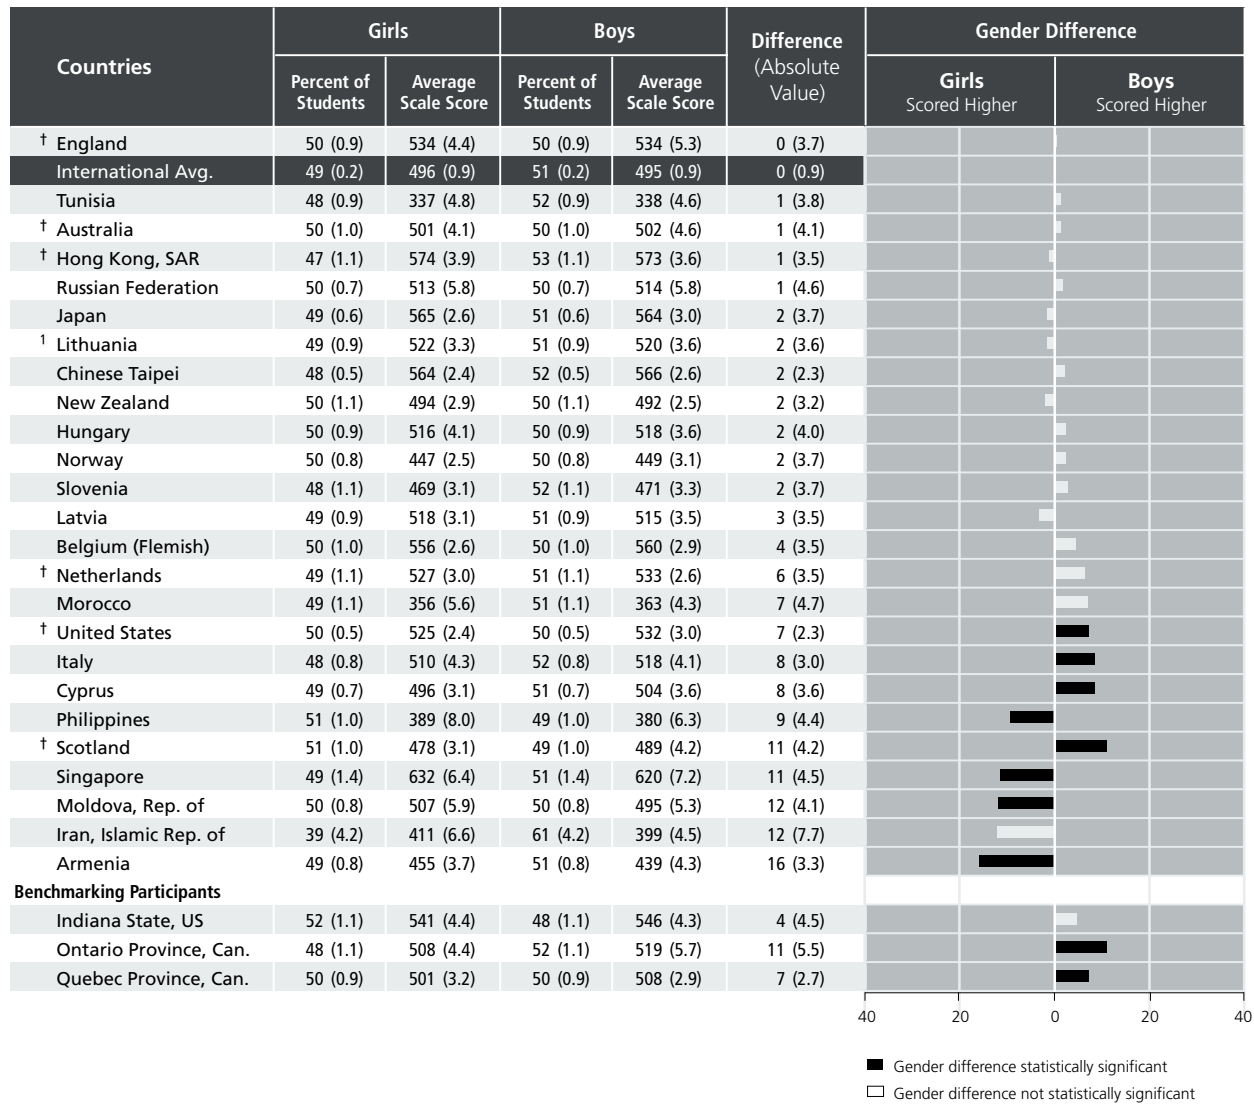 Countries Girls Boys Difference (Absolute Value) Gender Difference
Percent of Students Average Scale Score Percent of Students Average Scale Score Girls Scored Higher Boys Scored Higher
† England 50 (0.9) 534 (4.4) 50 (0.9) 534 (5.3) 0 (3.7)
International Avg. 49 (0.2) 496 (0.9) 51 (0.2) 495 (0.9) 0 (0.9)
Tunisia 48 (0.9) 337 (4.8) 52 (0.9) 338 (4.6) 1 (3.8)
† Australia 50 (1.0) 501 (4.1) 50 (1.0) 502 (4.6) 1 (4.1)
† Hong Kong, SAR 47 (1.1) 574 (3.9) 53 (1.1) 573 (3.6) 1 (3.5)
Russian Federation 50 (0.7) 513 (5.8) 50 (0.7) 514 (5.8) 1 (4.6)
Japan 49 (0.6) 565 (2.6) 51 (0.6) 564 (3.0) 2 (3.7)
1 Lithuania 49 (0.9) 522 (3.3) 51 (0.9) 520 (3.6) 2 (3.6)
Chinese Taipei 48 (0.5) 564 (2.4) 52 (0.5) 566 (2.6) 2 (2.3)
New Zealand 50 (1.1) 494 (2.9) 50 (1.1) 492 (2.5) 2 (3.2)
Hungary 50 (0.9) 516 (4.1) 50 (0.9) 518 (3.6) 2 (4.0)
Norway 50 (0.8) 447 (2.5) 50 (0.8) 449 (3.1) 2 (3.7)
Slovenia 48 (1.1) 469 (3.1) 52 (1.1) 471 (3.3) 2 (3.7)
Latvia 49 (0.9) 518 (3.1) 51 (0.9) 515 (3.5) 3 (3.5)
Belgium (Flemish) 50 (1.0) 556 (2.6) 50 (1.0) 560 (2.9) 4 (3.5)
† Netherlands 49 (1.1) 527 (3.0) 51 (1.1) 533 (2.6) 6 (3.5)
Morocco 49 (1.1) 356 (5.6) 51 (1.1) 363 (4.3) 7 (4.7)
† United States 50 (0.5) 525 (2.4) 50 (0.5) 532 (3.0) 7 (2.3)
Italy 48 (0.8) 510 (4.3) 52 (0.8) 518 (4.1) 8 (3.0)
Cyprus 49 (0.7) 496 (3.1) 51 (0.7) 504 (3.6) 8 (3.6)
Philippines 51 (1.0) 389 (8.0) 49 (1.0) 380 (6.3) 9 (4.4)
† Scotland 51 (1.0) 478 (3.1) 49 (1.0) 489 (4.2) 11 (4.2)
Singapore 49 (1.4) 632 (6.4) 51 (1.4) 620 (7.2) 11 (4.5)
Moldova, Rep. of 50 (0.8) 507 (5.9) 50 (0.8) 495 (5.3) 12 (4.1)
Iran, Islamic Rep. of 39 (4.2) 411 (6.6) 61 (4.2) 399 (4.5) 12 (7.7)
Armenia 49 (0.8) 455 (3.7) 51 (0.8) 439 (4.3) 16 (3.3)
Benchmarking Participants
Indiana State, US 52 (1.1) 541 (4.4) 48 (1.1) 546 (4.3) 4 (4.5)
Ontario Province, Can. 48 (1.1) 508 (4.4) 52 (1.1) 519 (5.7) 11 (5.5)
Quebec Province, Can. 50 (0.9) 501 (3.2) 50 (0.9) 508 (2.9) 7 (2.7)
40 20 0 20 40
Gender difference statistically significant
Gender difference not statistically significant